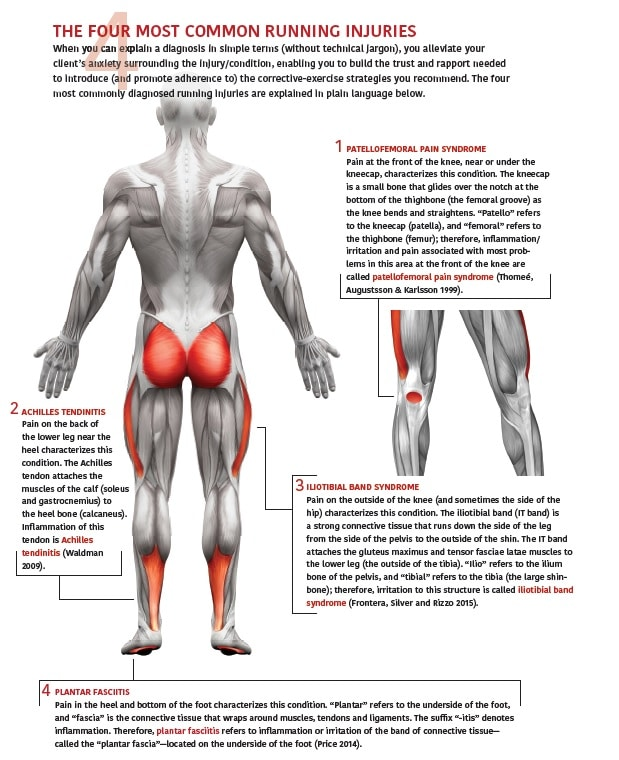 THE FOUR MOST COMMON RUNNING INJURIES
4
When you can explain a diagnosis in simple terms (without technical jargon), you alleviate your
client's anxiety surrounding the injury/condition, enabling you to build the trust and rapport needed
to introduce (and promote adherence to) the corrective-exercise strategies you recommend. The four
most commonly diagnosed running injuries are explained in plain language below.
1 PATELLOFEMORAL PAIN SYNDROME
Pain at the front of the knee, near or under the
kneecap, characterizes this condition. The kneecap
is a small bone that glides over the notch at the
bottom of the thighbone (the femoral groove) as
the knee bends and straightens. "Patello" refers
to the kneecap (patella), and "femoral" refers to
the thighbone (femur); therefore, inflammation/
irritation and pain associated with most prob-
lems in this area at the front of the knee are
called patellofemoral pain syndrome (Thomeé,
Augustsson & Karlsson 1999).
2 ACHILLES TENDINITIS
Pain on the back of
the lower leg near the
heel characterizes this
condition. The Achilles
tendon attaches the
muscles of the calf (soleus
and gastrocnemius) to
the heel bone (calcaneus).
Inflammation of this
tendon is Achilles
tendinitis (Waldman
2009).
3 ILIOTIBIAL BAND SYNDROME
Pain on the outside of the knee (and sometimes the side of the
hip) characterizes this condition. The iliotibial band (IT band) is
a strong connective tissue that runs down the side of the leg
from the side of the pelvis to the outside of the shin. The IT band
attaches the gluteus maximus and tensor fasciae latae muscles to
the lower leg (the outside of the tibia). "Ilio" refers to the ilium
bone of the pelvis, and "tibial" refers to the tibia (the large shin-
bone); therefore, irritation to this structure is called iliotibial band
syndrome (Frontera, Silver and Rizzo 2015).
4 PLANTAR FASCIITIS
Pain in the heel and bottom of the foot characterizes this condition. "Plantar" refers to the underside of the foot,
and "fascia" is the connective tissue that wraps around muscles, tendons and ligaments. The suffix "-itis" denotes
inflammation. Therefore, plantar fasciitis refers to inflammation or irritation of the band of connective tissue—
called the "plantar fascia"—located on the underside of the foot (Price 2014).